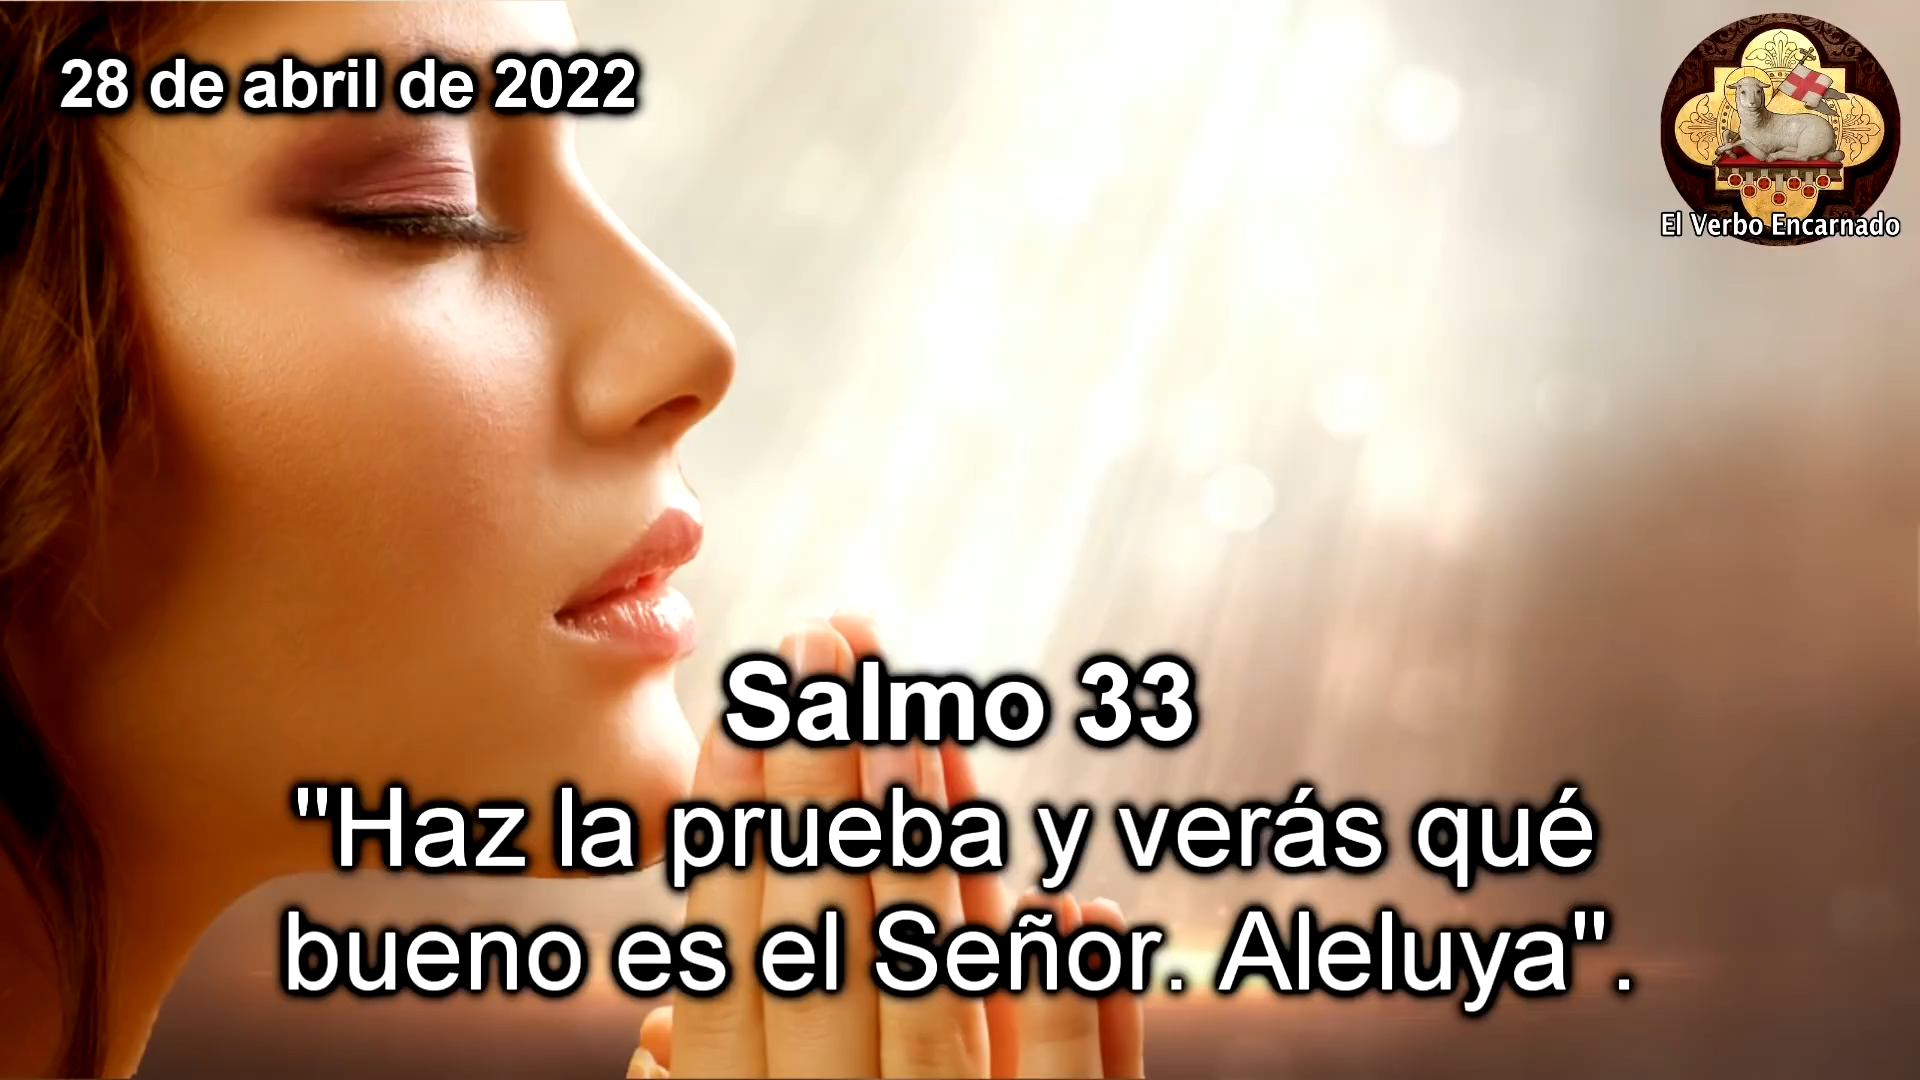 28 de abril de 2022
El Verbo Encarnado
Salmo 33
"Haz la prueba y verás qué
bueno es el Señor. Aleluya".